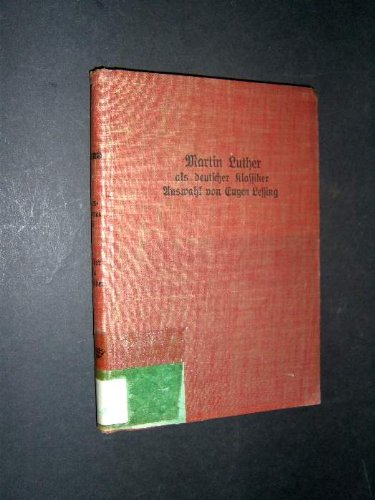 Martin Luther
als deutscher Klassiker
Auswahl von Eugen Lessing